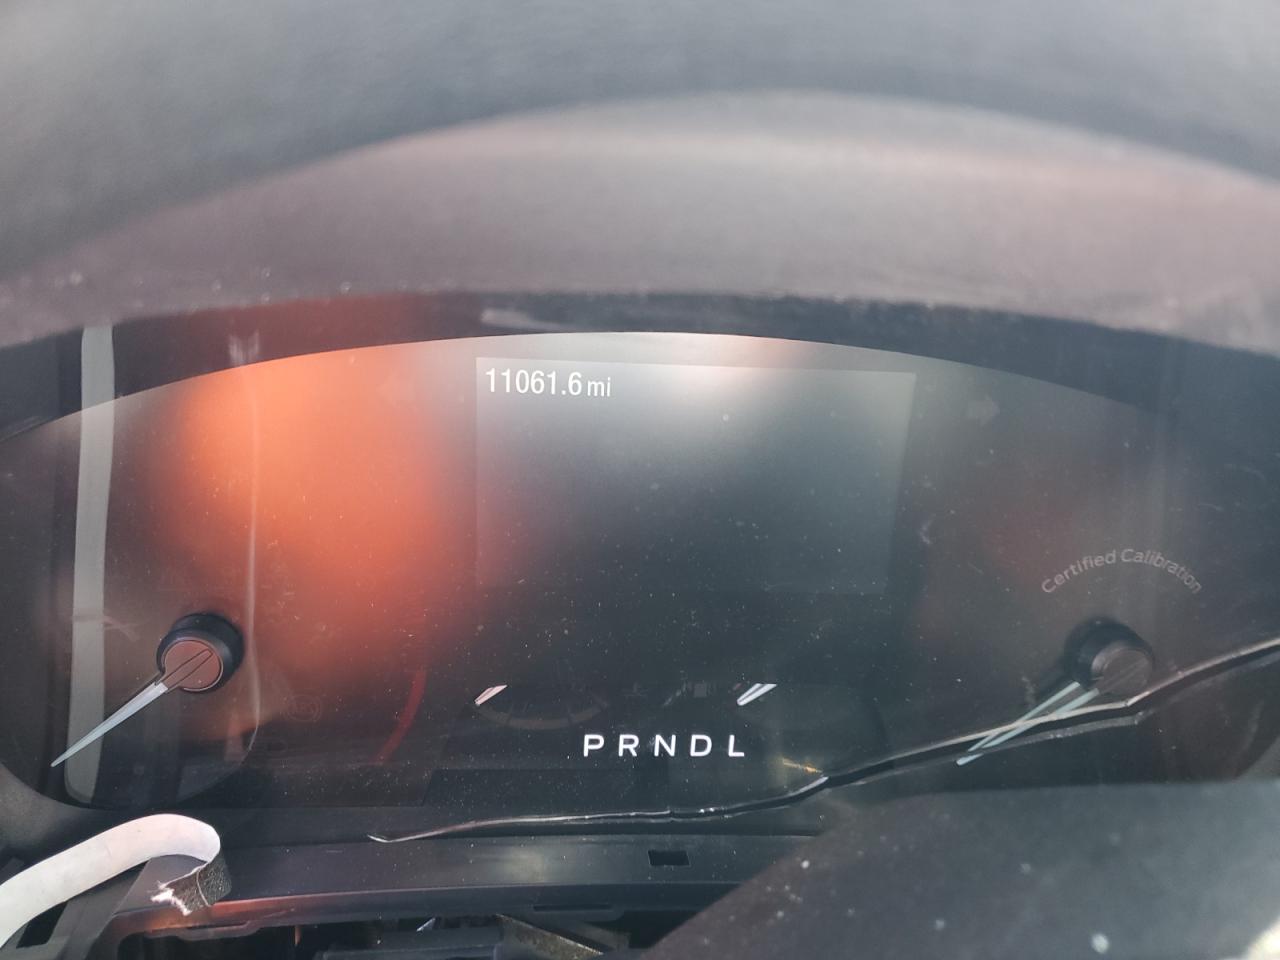 11061.6 mi
Certified Calibration
PRNDL